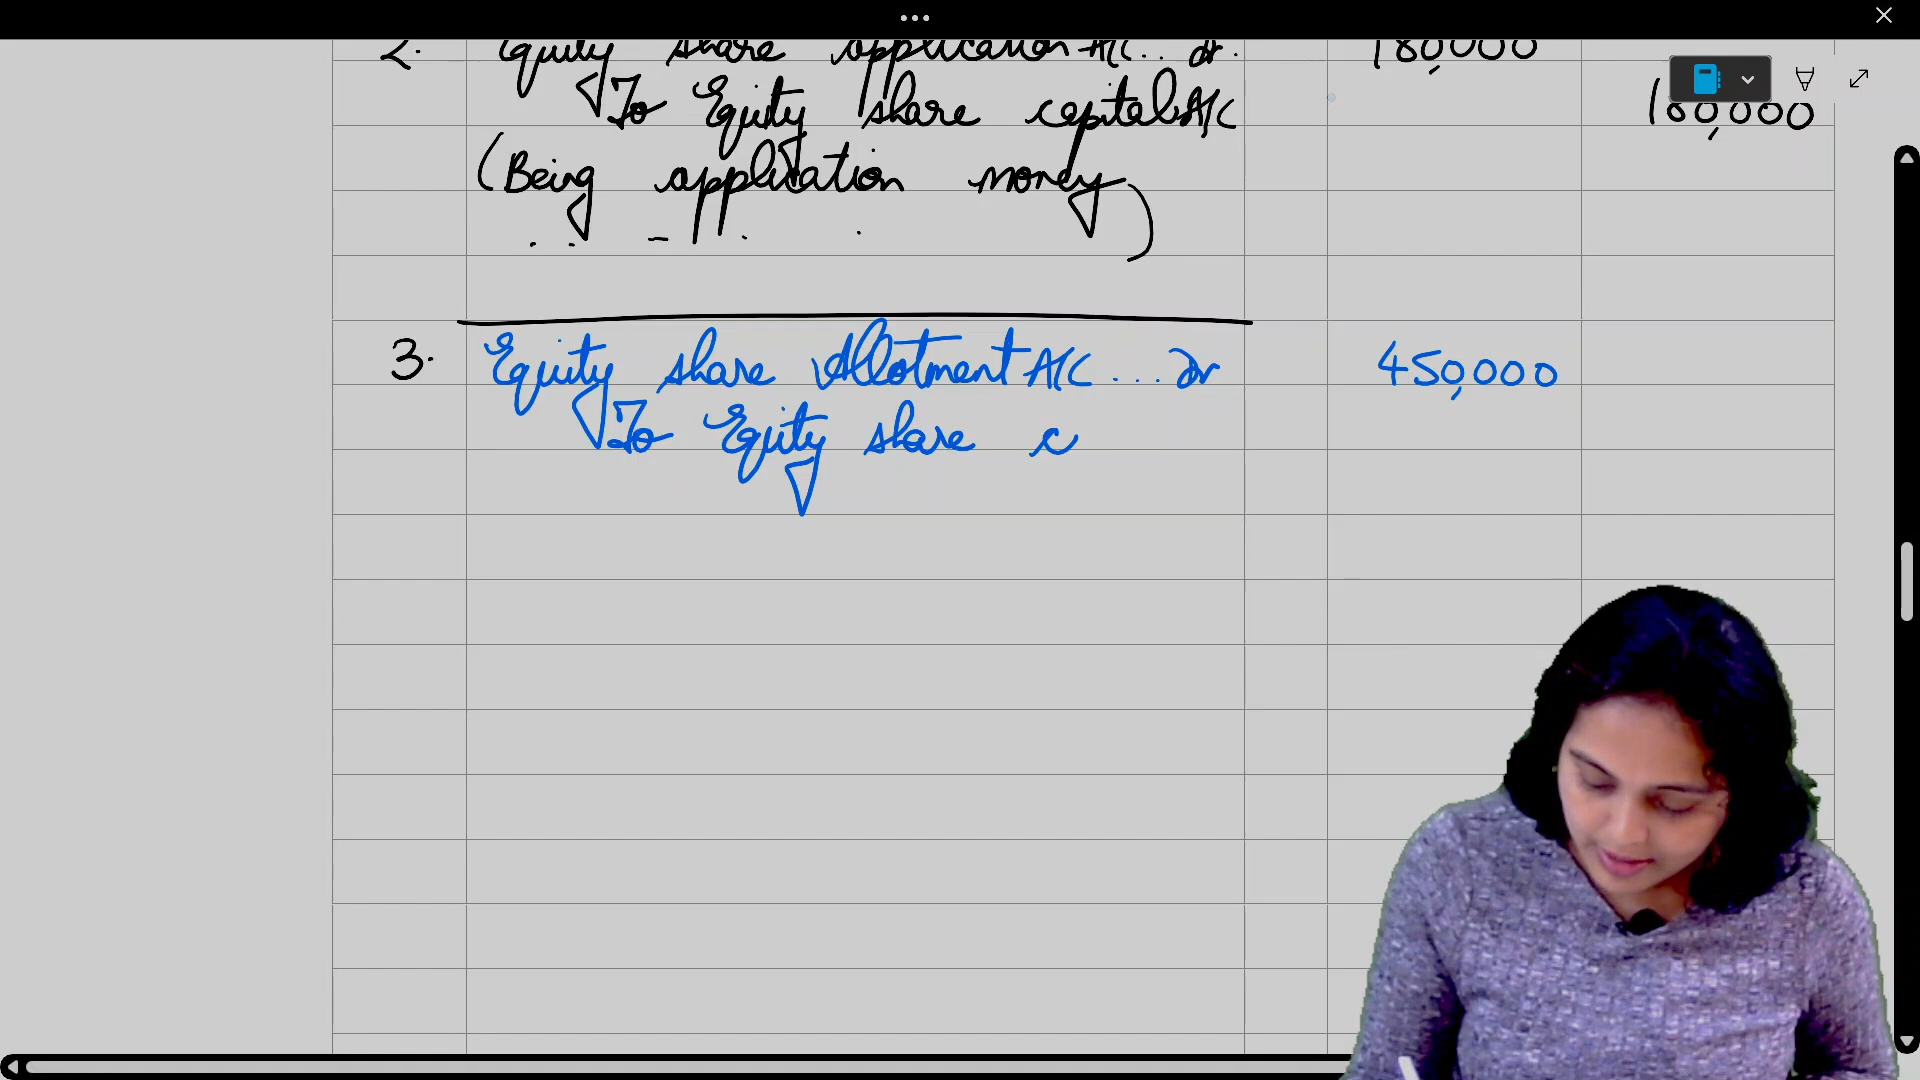 2. Equity share application A/C... dr. 180,000
To Equity share capital A/C 180,000
(Being application money
)
3. Equity share Allotment A/C ... Dr 450,000
To Equity share c